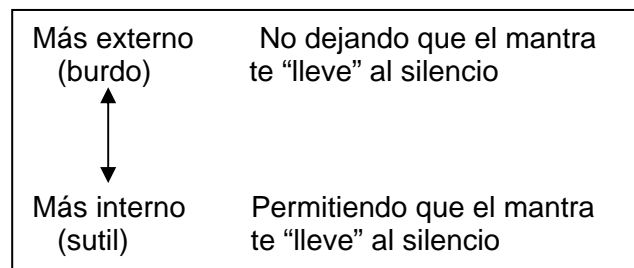 Más externo No dejando que el mantra
(burdo) te “lleve” al silencio
Más interno Permitiendo que el mantra
(sutil) te “lleve” al silencio